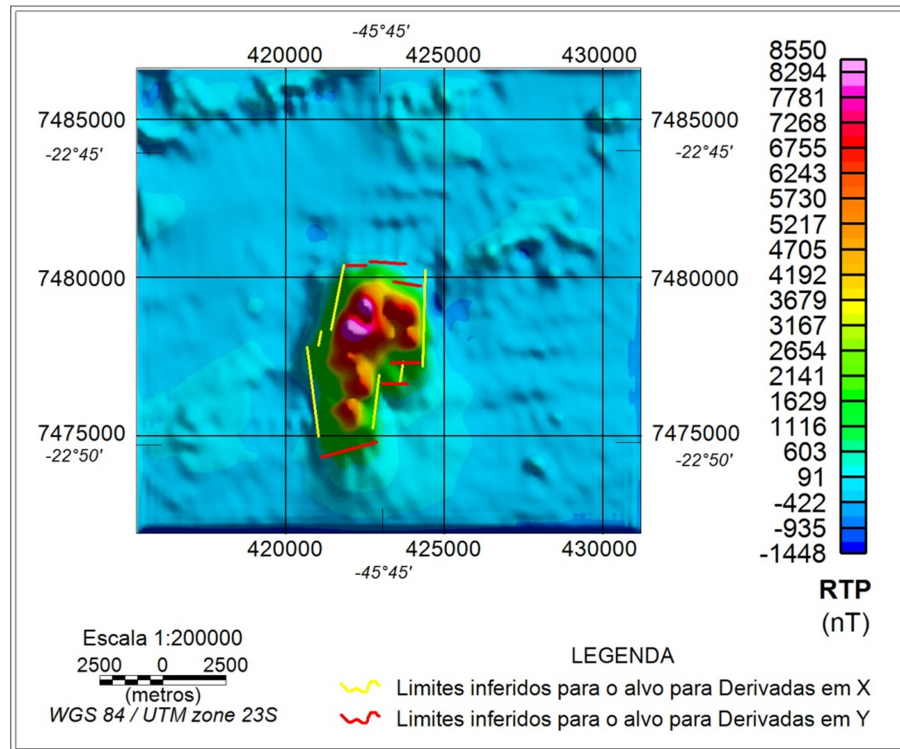 -45°45'
420000 425000 430000
7485000 7485000
-22°45' -22°45'
7480000 7480000
7475000 7475000
-22°50' -22°50'
420000 425000 430000
-45°45'
8550
8294
7781
7268
6755
6243
5730
5217
4705
4192
3679
3167
2654
2141
1629
1116
603
91
-422
-935
-1448
RTP
(nT)
Escala 1:200000
2500 0 2500
(metros)
WGS 84 / UTM zone 23S
LEGENDA
Limites inferidos para o alvo para Derivadas em X
Limites inferidos para o alvo para Derivadas em Y